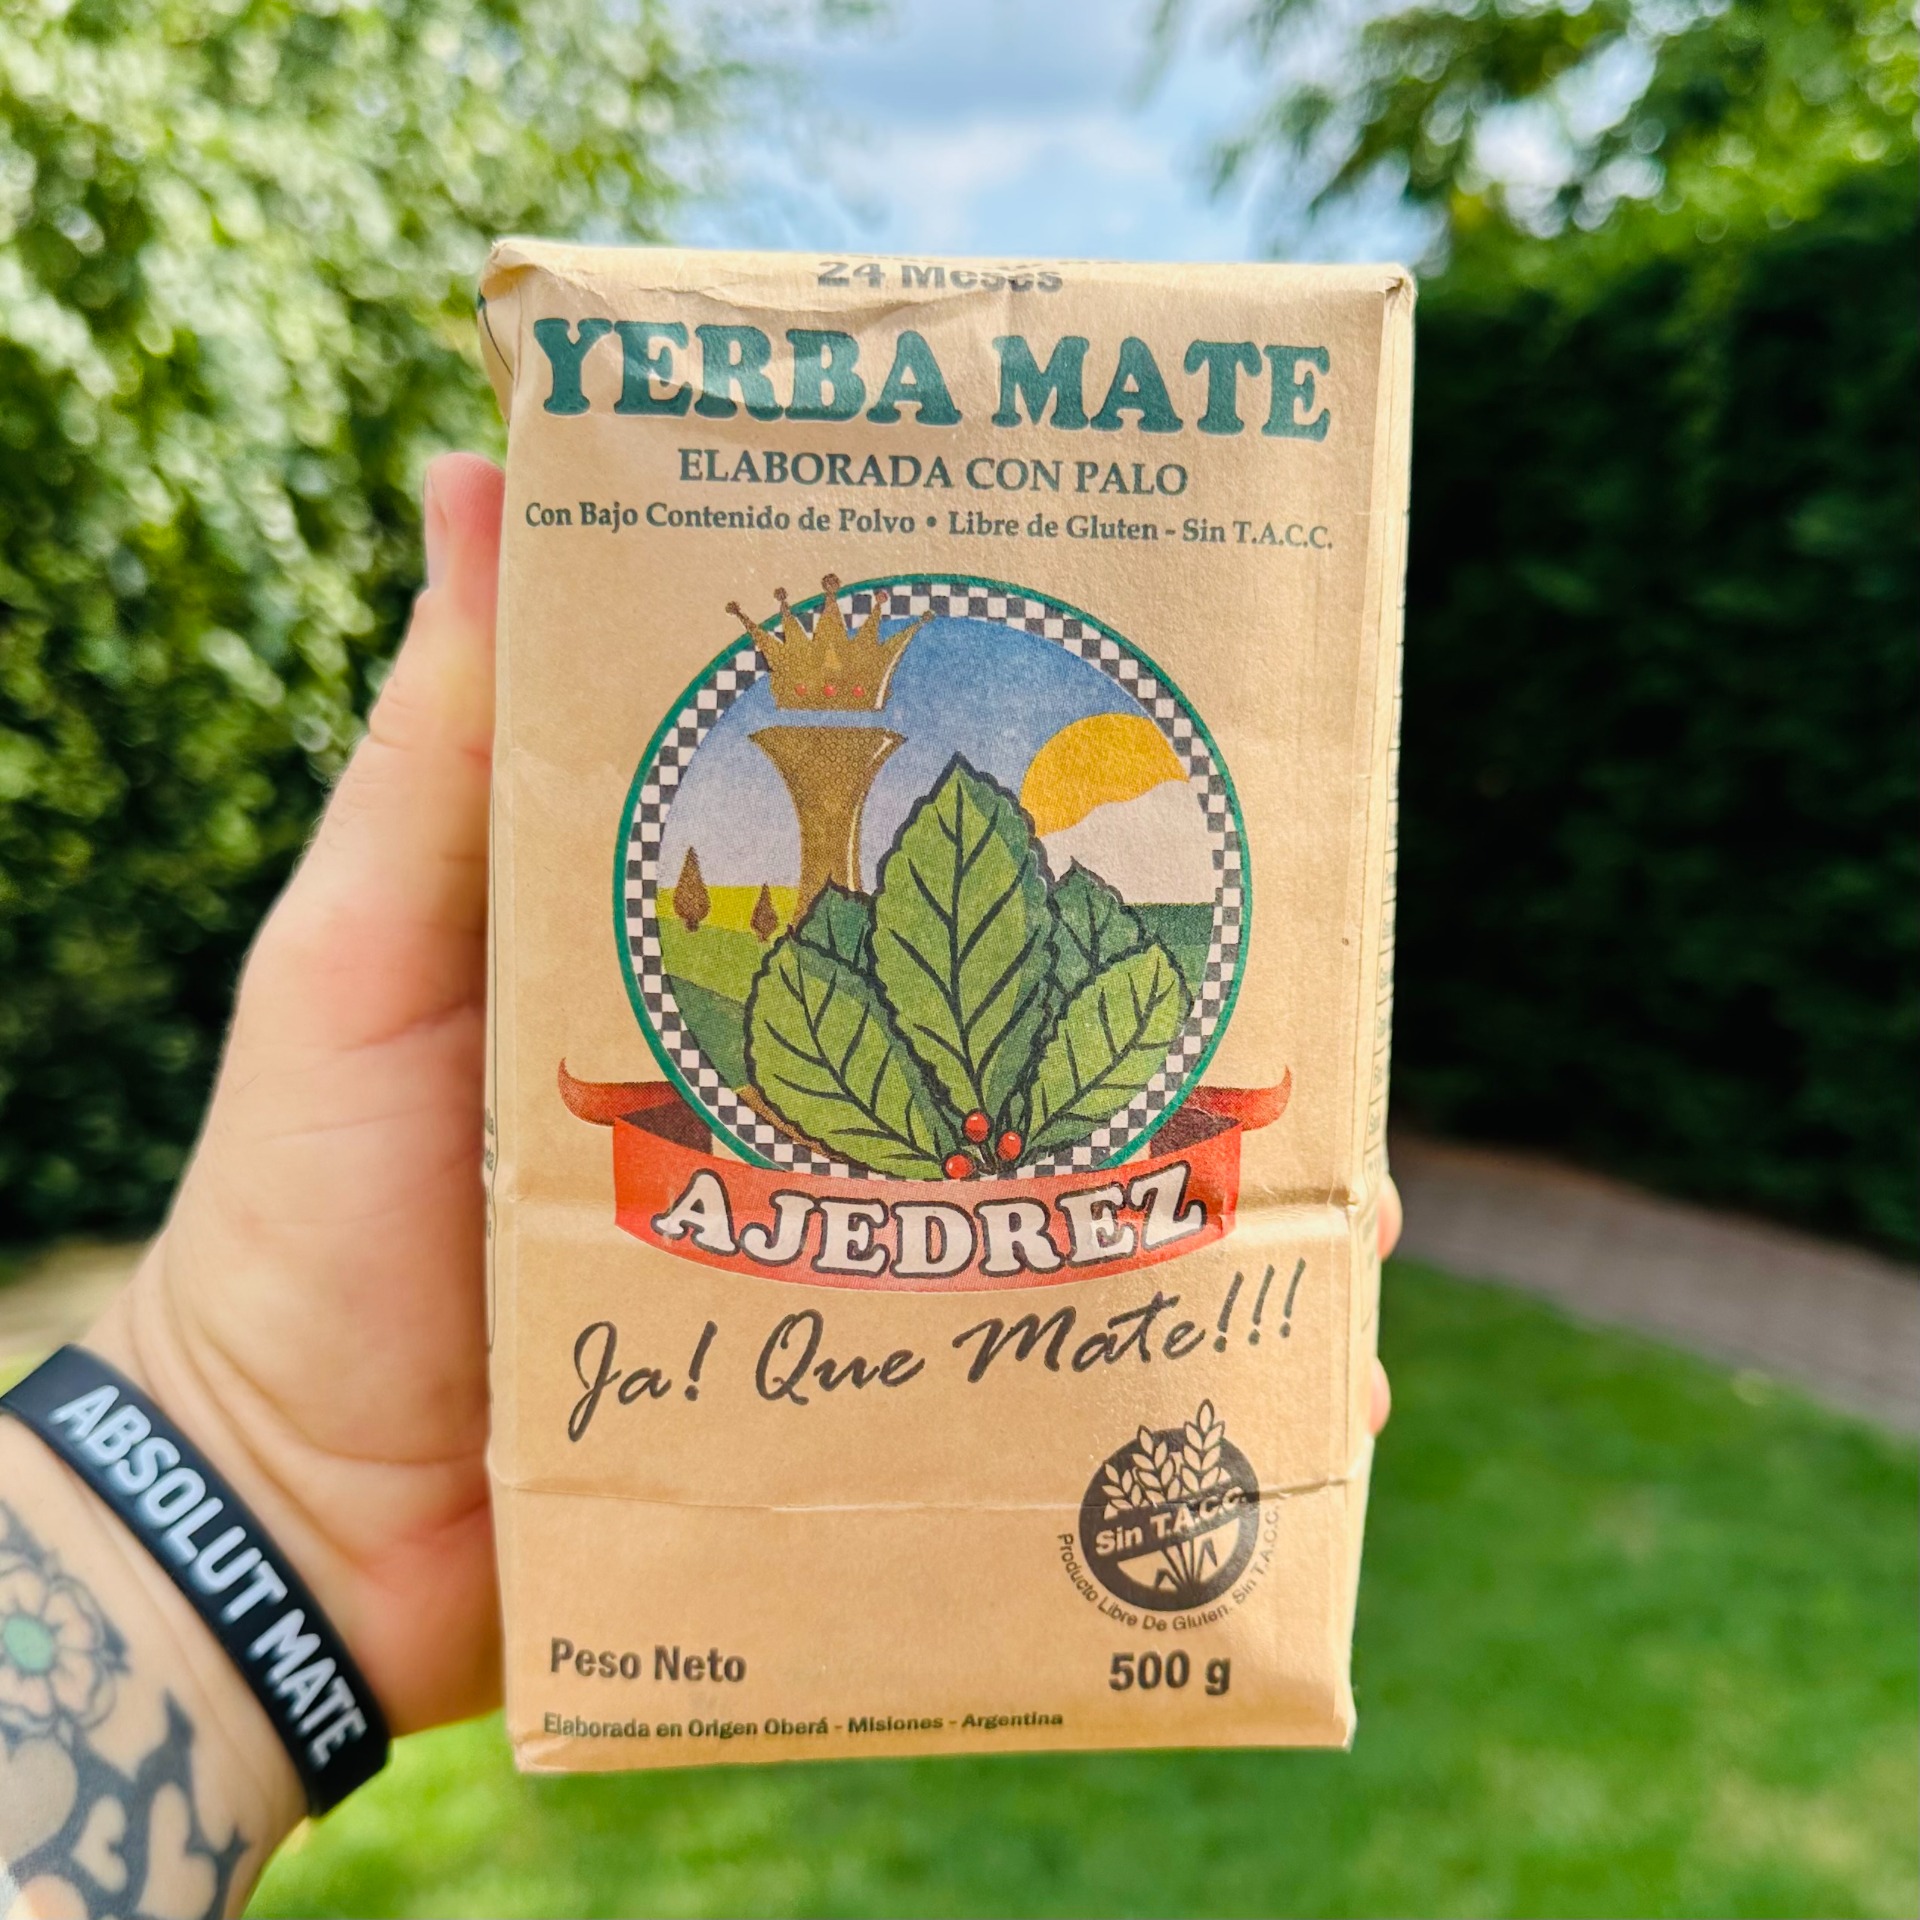 24 Meses
YERBA MATE
ELABORADA CON PALO
Con Bajo Contenido de Polvo • Libre de Gluten - Sin T.A.C.C.
AJEDREZ
Ja! Que Mate!!!
Sin T.A.C.C.
Producto Libre De Gluten. Sin T.A.C.C.
Peso Neto 500 g
Elaborada en Origen Oberá - Misiones - Argentina
ABSOLUT MATE